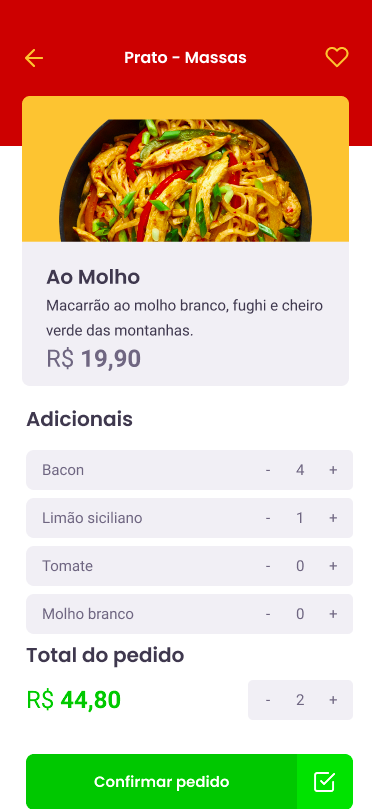 Prato - Massas
Ao Molho
Macarrão ao molho branco, fughi e cheiro
verde das montanhas.
R$ 19,90
Adicionais
Bacon - 4 +
Limão siciliano - 1 +
Tomate - 0 +
Molho branco - 0 +
Total do pedido
R$ 44,80 - 2 +
Confirmar pedido